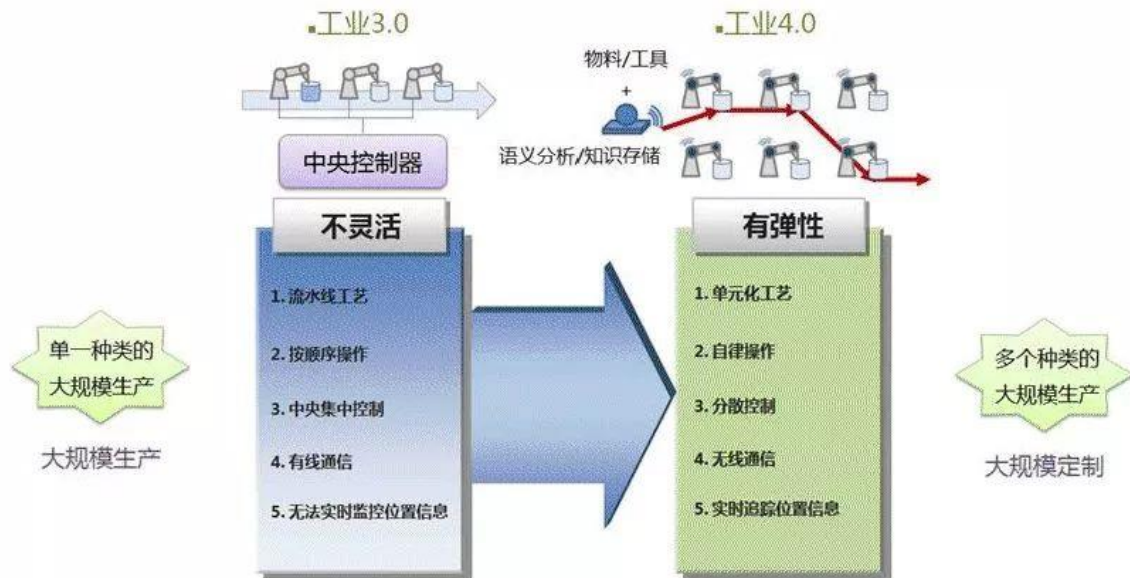 ▪工业3.0
中央控制器
不灵活
1. 流水线工艺
2. 按顺序操作
3. 中央集中控制
4. 有线通信
5. 无法实时监控位置信息
单一种类的
大规模生产
大规模生产
▪工业4.0
物料/工具
+
语义分析/知识存储
有弹性
1. 单元化工艺
2. 自律操作
3. 分散控制
4. 无线通信
5. 实时追踪位置信息
多个种类的
大规模生产
大规模定制